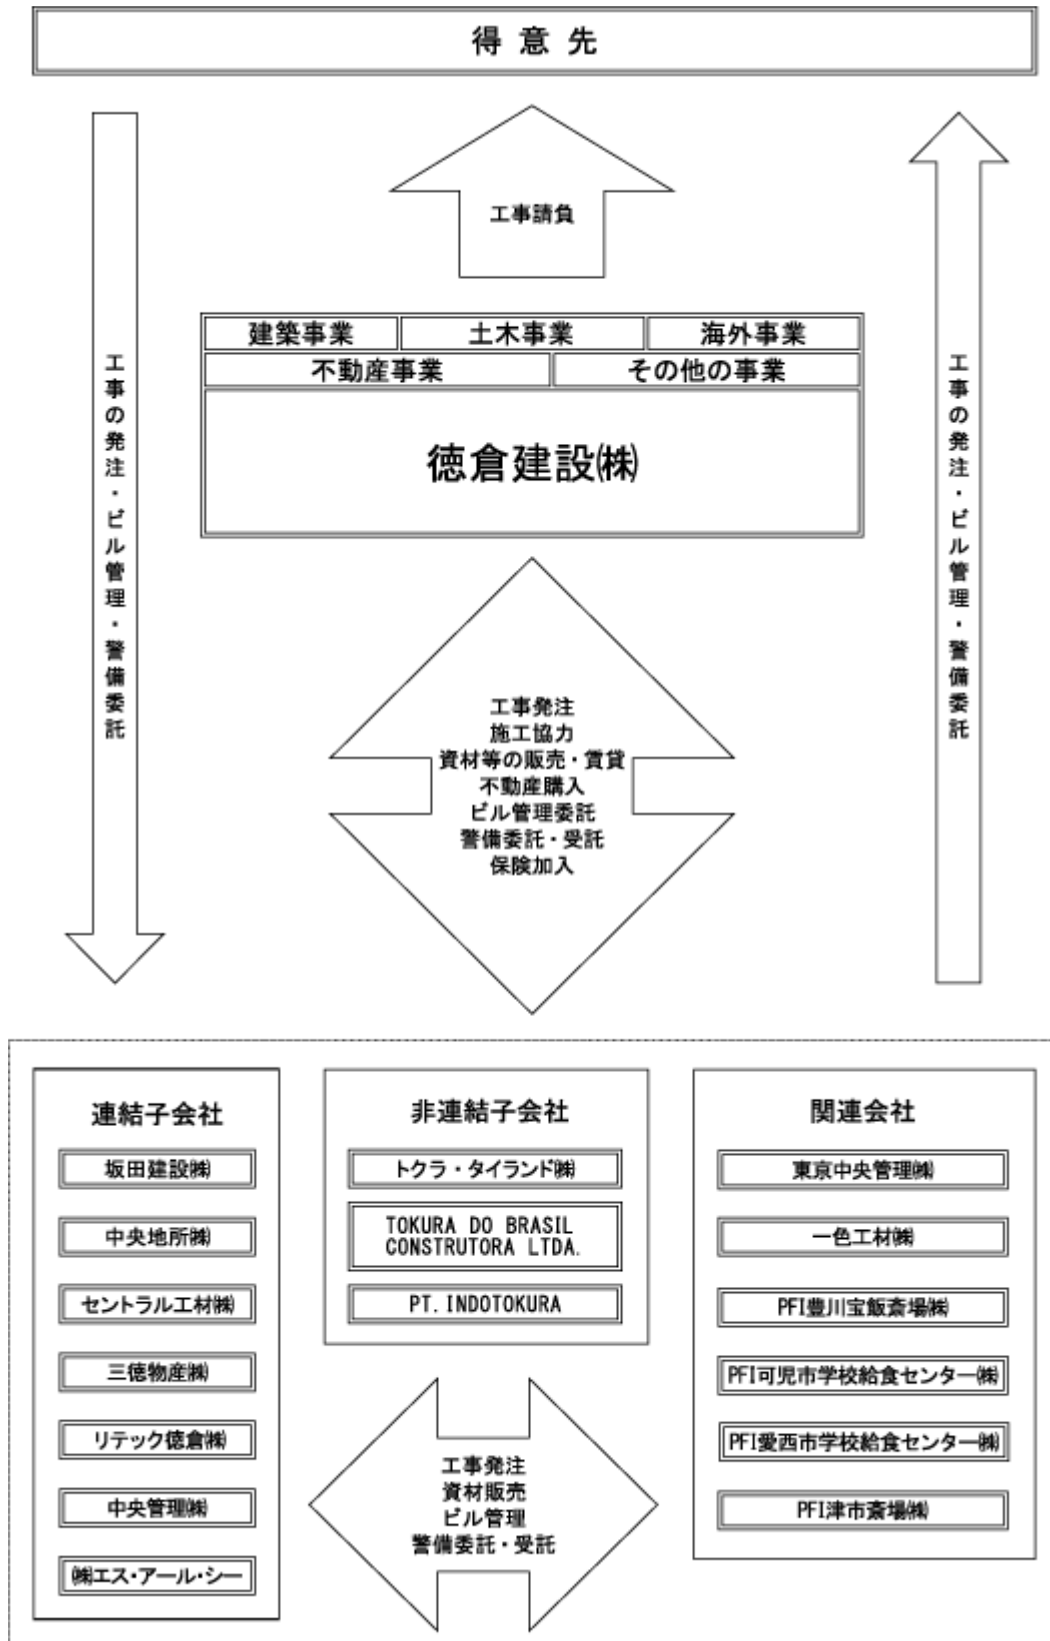 得意先
工事請負
建築事業
土木事業
海外事業
不動産事業
その他の事業
徳倉建設㈱
工事の発注・ビル管理・警備委託
工事の発注・ビル管理・警備委託
工事発注
施工協力
資材等の販売・賃貸
不動産購入
ビル管理委託
警備委託・受託
保険加入
連結子会社
坂田建設㈱
中央地所㈱
セントラル工材㈱
三徳物産㈱
リテック徳倉㈱
中央管理㈱
㈱エス・アール・シー
非連結子会社
トクラ・タイランド㈱
TOKURA DO BRASIL
CONSTRUTORA LTDA.
PT. INDOTOKURA
工事発注
資材販売
ビル管理
警備委託・受託
関連会社
東京中央管理㈱
一色工材㈱
PFI豊川宝飯斎場㈱
PFI可児市学校給食センター㈱
PFI愛西市学校給食センター㈱
PFI津市斎場㈱